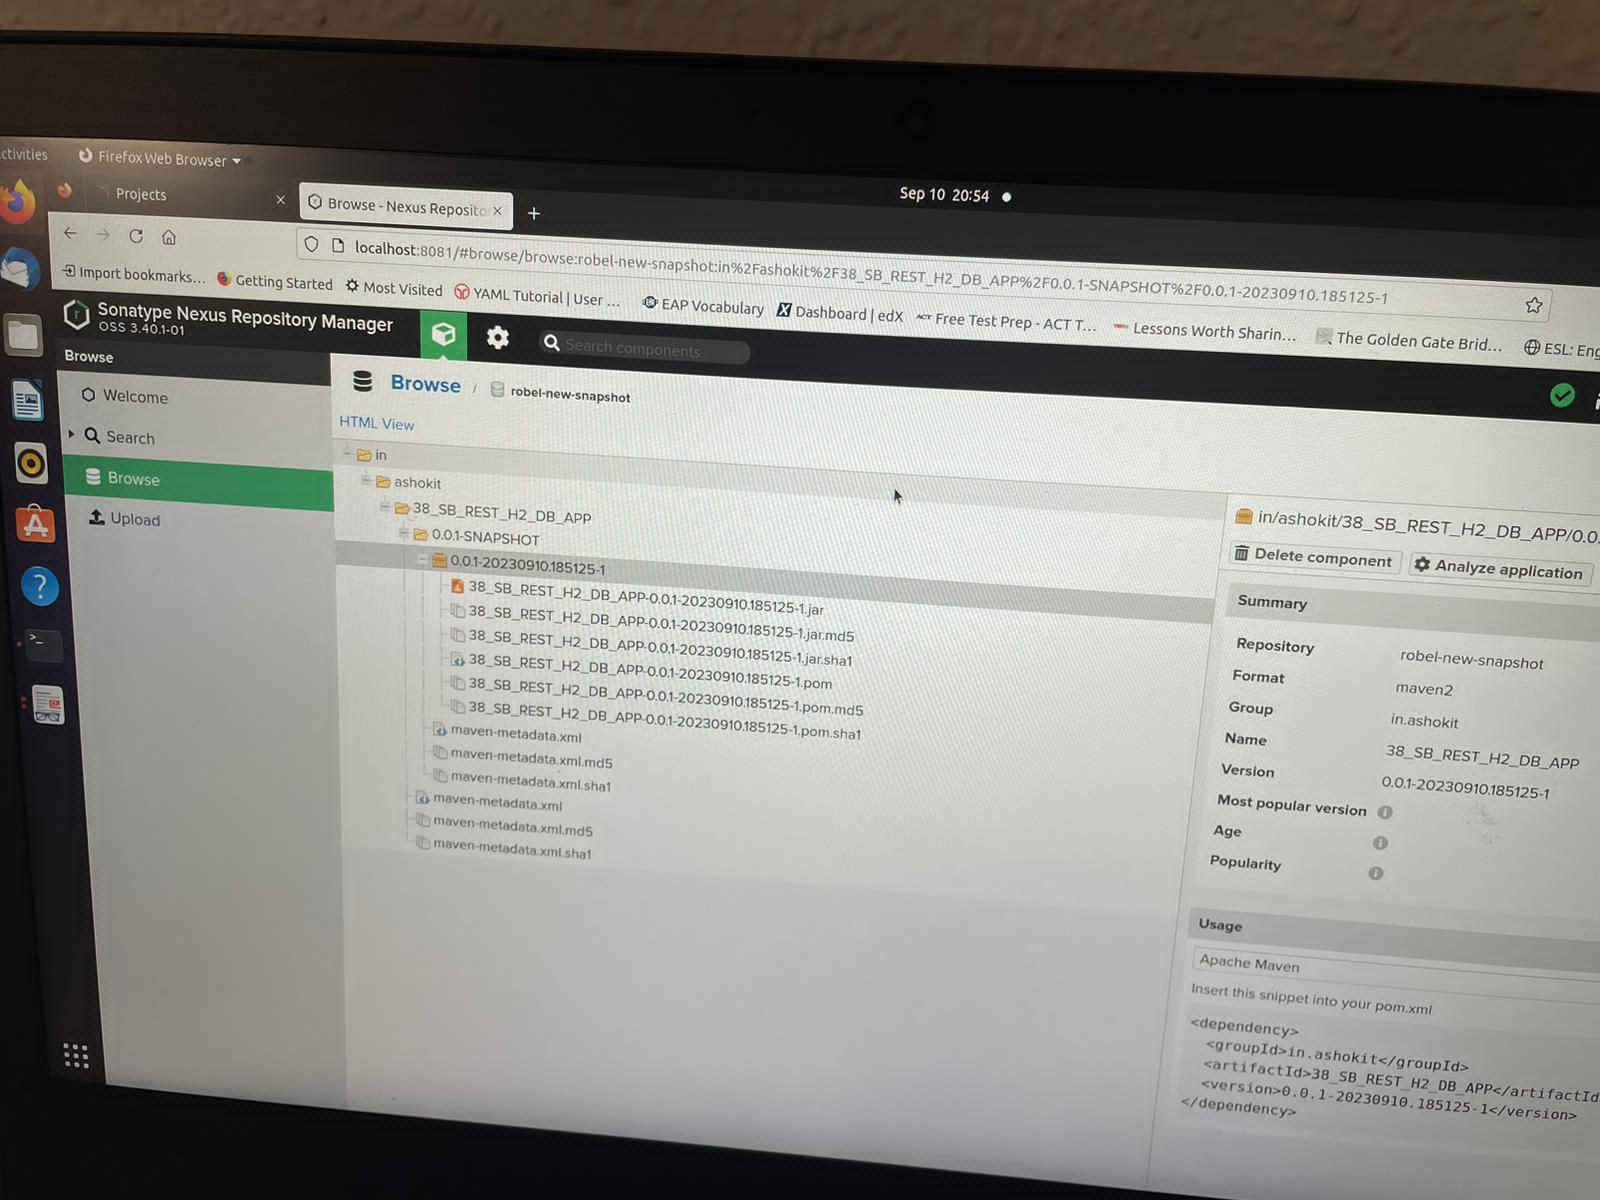 ctivities
Firefox Web Browser
Sep 10 20:54
Projects
Browse - Nexus Reposito
localhost:8081/#browse/browse:robel-new-snapshot:in%2Fashokit%2F38_SB_REST_H2_DB_APP%2F0.0.1-SNAPSHOT%2F0.0.1-20230910.185125-1
Import bookmarks... Getting Started Most Visited YAML Tutorial | User ... EAP Vocabulary Dashboard | edX Free Test Prep - ACT T... Lessons Worth Sharin... The Golden Gate Brid... ESL: Eng
Sonatype Nexus Repository Manager
OSS 3.40.1-01
Search components
Browse
Welcome
Search
Browse
Upload
Browse / robel-new-snapshot
HTML View
in
ashokit
38_SB_REST_H2_DB_APP
0.0.1-SNAPSHOT
0.0.1-20230910.185125-1
38_SB_REST_H2_DB_APP-0.0.1-20230910.185125-1.jar
38_SB_REST_H2_DB_APP-0.0.1-20230910.185125-1.jar.md5
38_SB_REST_H2_DB_APP-0.0.1-20230910.185125-1.jar.sha1
38_SB_REST_H2_DB_APP-0.0.1-20230910.185125-1.pom
38_SB_REST_H2_DB_APP-0.0.1-20230910.185125-1.pom.md5
38_SB_REST_H2_DB_APP-0.0.1-20230910.185125-1.pom.sha1
maven-metadata.xml
maven-metadata.xml.md5
maven-metadata.xml.sha1
maven-metadata.xml
maven-metadata.xml.md5
maven-metadata.xml.sha1
in/ashokit/38_SB_REST_H2_DB_APP/0.0.
Delete component Analyze application
Summary
Repository robel-new-snapshot
Format maven2
Group in.ashokit
Name 38_SB_REST_H2_DB_APP
Version 0.0.1-20230910.185125-1
Most popular version
Age
Popularity
Usage
Apache Maven
Insert this snippet into your pom.xml
<dependency>
<groupId>in.ashokit</groupId>
<artifactId>38_SB_REST_H2_DB_APP</artifactId
<version>0.0.1-20230910.185125-1</version>
</dependency>